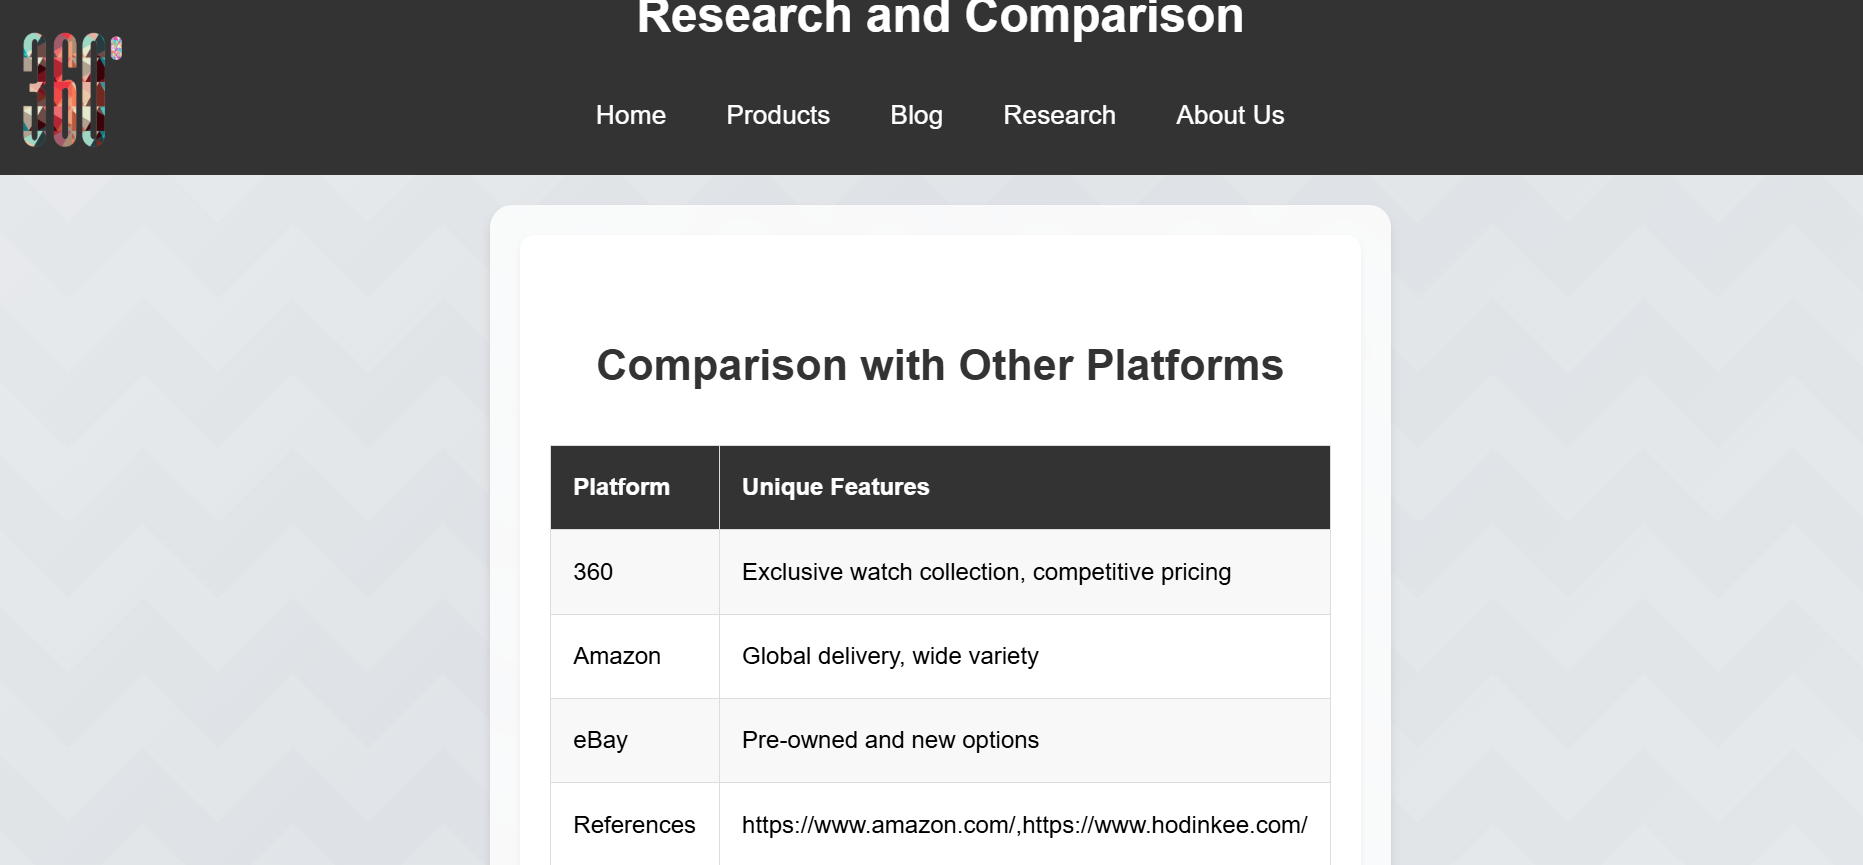 Research and Comparison
360°
Home Products Blog Research About Us
Comparison with Other Platforms
Platform Unique Features
360 Exclusive watch collection, competitive pricing
Amazon Global delivery, wide variety
eBay Pre-owned and new options
References https://www.amazon.com/,https://www.hodinkee.com/